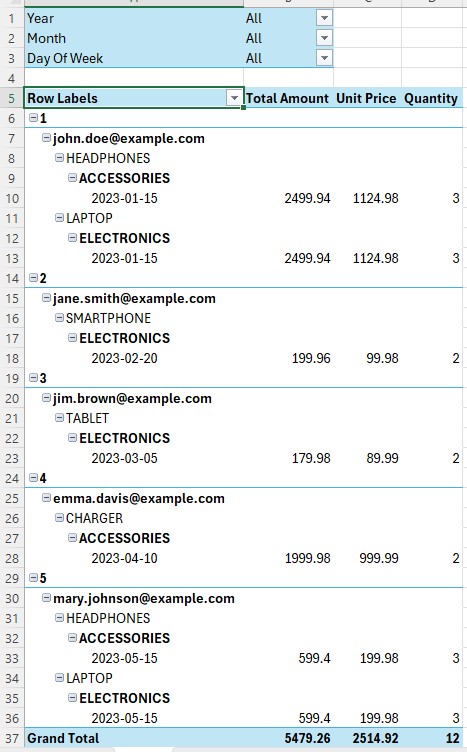 1 Year All
2 Month All
3 Day Of Week All
4
5 Row Labels Total Amount Unit Price Quantity
6 1
7 john.doe@example.com
8 HEADPHONES
9 ACCESSORIES
10 2023-01-15 2499.94 1124.98 3
11 LAPTOP
12 ELECTRONICS
13 2023-01-15 2499.94 1124.98 3
14 2
15 jane.smith@example.com
16 SMARTPHONE
17 ELECTRONICS
18 2023-02-20 199.96 99.98 2
19 3
20 jim.brown@example.com
21 TABLET
22 ELECTRONICS
23 2023-03-05 179.98 89.99 2
24 4
25 emma.davis@example.com
26 CHARGER
27 ACCESSORIES
28 2023-04-10 1999.98 999.99 2
29 5
30 mary.johnson@example.com
31 HEADPHONES
32 ACCESSORIES
33 2023-05-15 599.4 199.98 3
34 LAPTOP
35 ELECTRONICS
36 2023-05-15 599.4 199.98 3
37 Grand Total 5479.26 2514.92 12